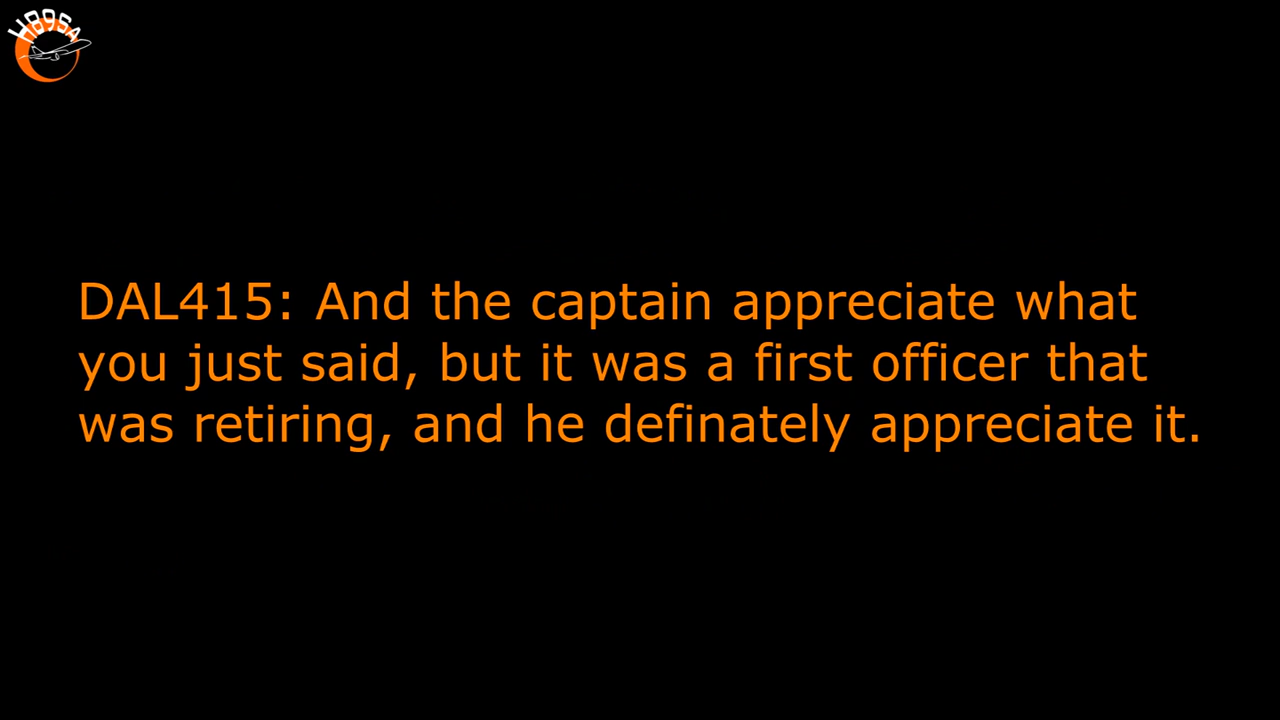 H89SA
DAL415: And the captain appreciate what
you just said, but it was a first officer that
was retiring, and he definately appreciate it.